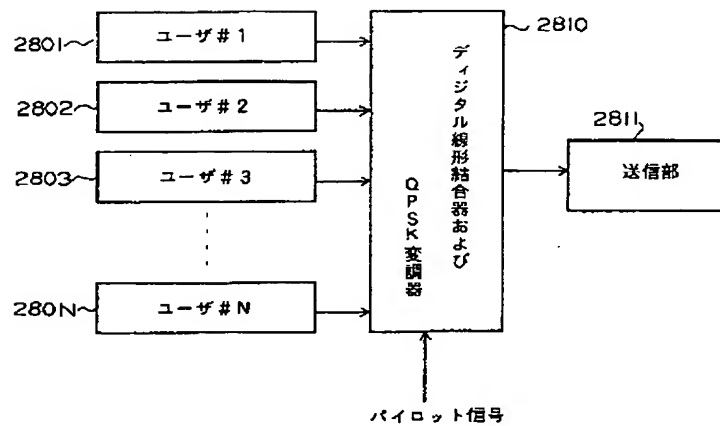 2801
ユーザ#1
2802
ユーザ#2
2803
ユーザ#3
280N
ユーザ#N
2810
ディジタル線形結合器および
QPSK変調器
2811
送信部
パイロット信号